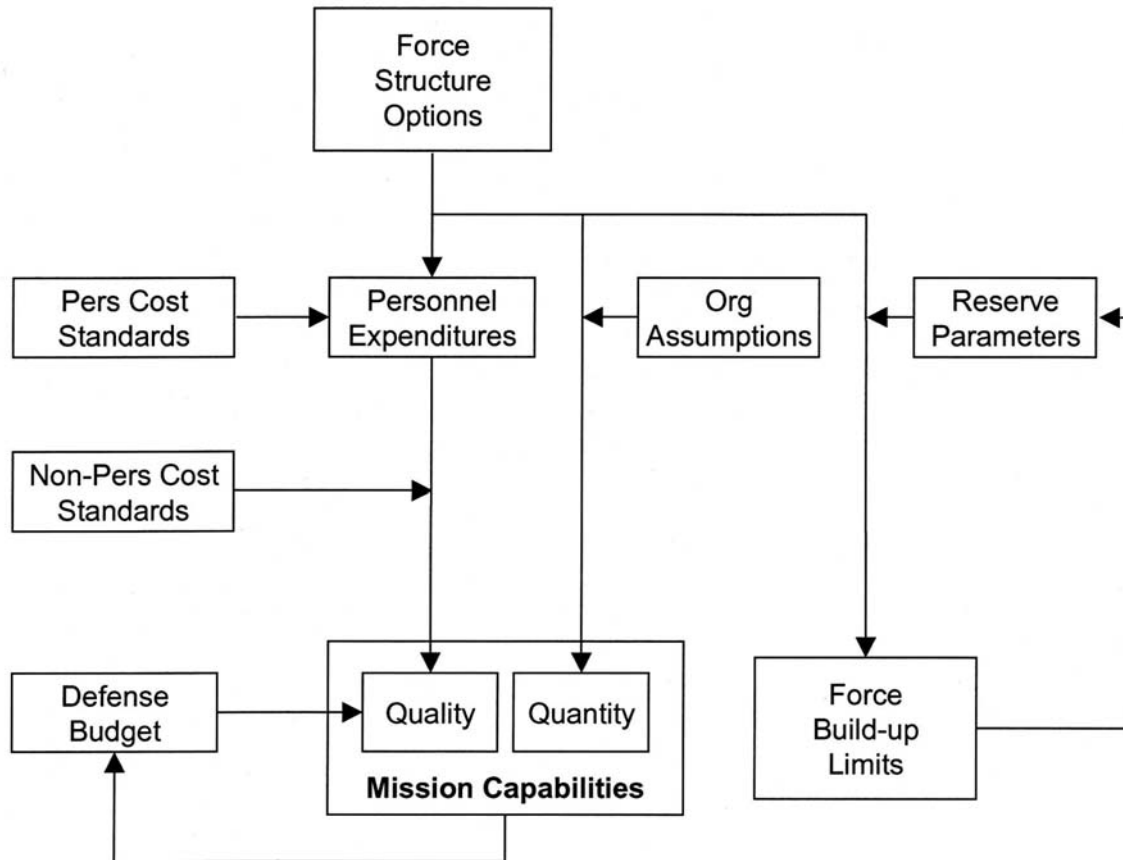 Force
Structure
Options
Pers Cost
Standards
Personnel
Expenditures
Org
Assumptions
Reserve
Parameters
Non-Pers Cost
Standards
Defense
Budget
Quality
Quantity
Mission Capabilities
Force
Build-up
Limits